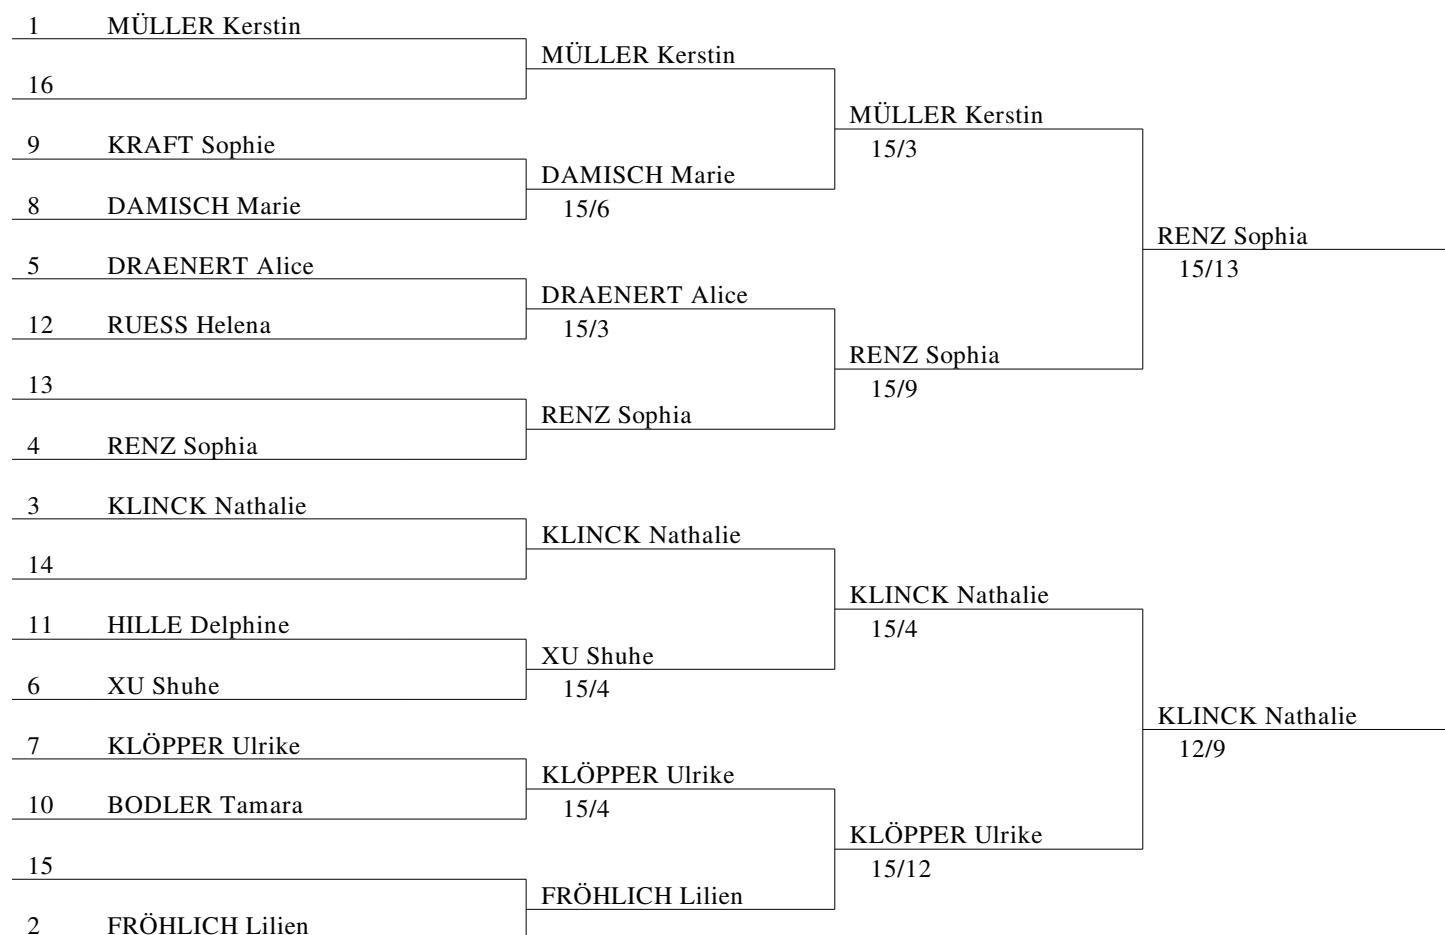 1 MÜLLER Kerstin
16
9 KRAFT Sophie
8 DAMISCH Marie
5 DRAENERT Alice
12 RUESS Helena
13
4 RENZ Sophia
3 KLINCK Nathalie
14
11 HILLE Delphine
6 XU Shuhe
7 KLÖPPER Ulrike
10 BODLER Tamara
15
2 FRÖHLICH Lilien
MÜLLER Kerstin
DAMISCH Marie
15/6
DRAENERT Alice
15/3
RENZ Sophia
KLINCK Nathalie
XU Shuhe
15/4
KLÖPPER Ulrike
15/4
FRÖHLICH Lilien
MÜLLER Kerstin
15/3
RENZ Sophia
15/9
KLINCK Nathalie
15/4
KLÖPPER Ulrike
15/12
RENZ Sophia
15/13
KLINCK Nathalie
12/9